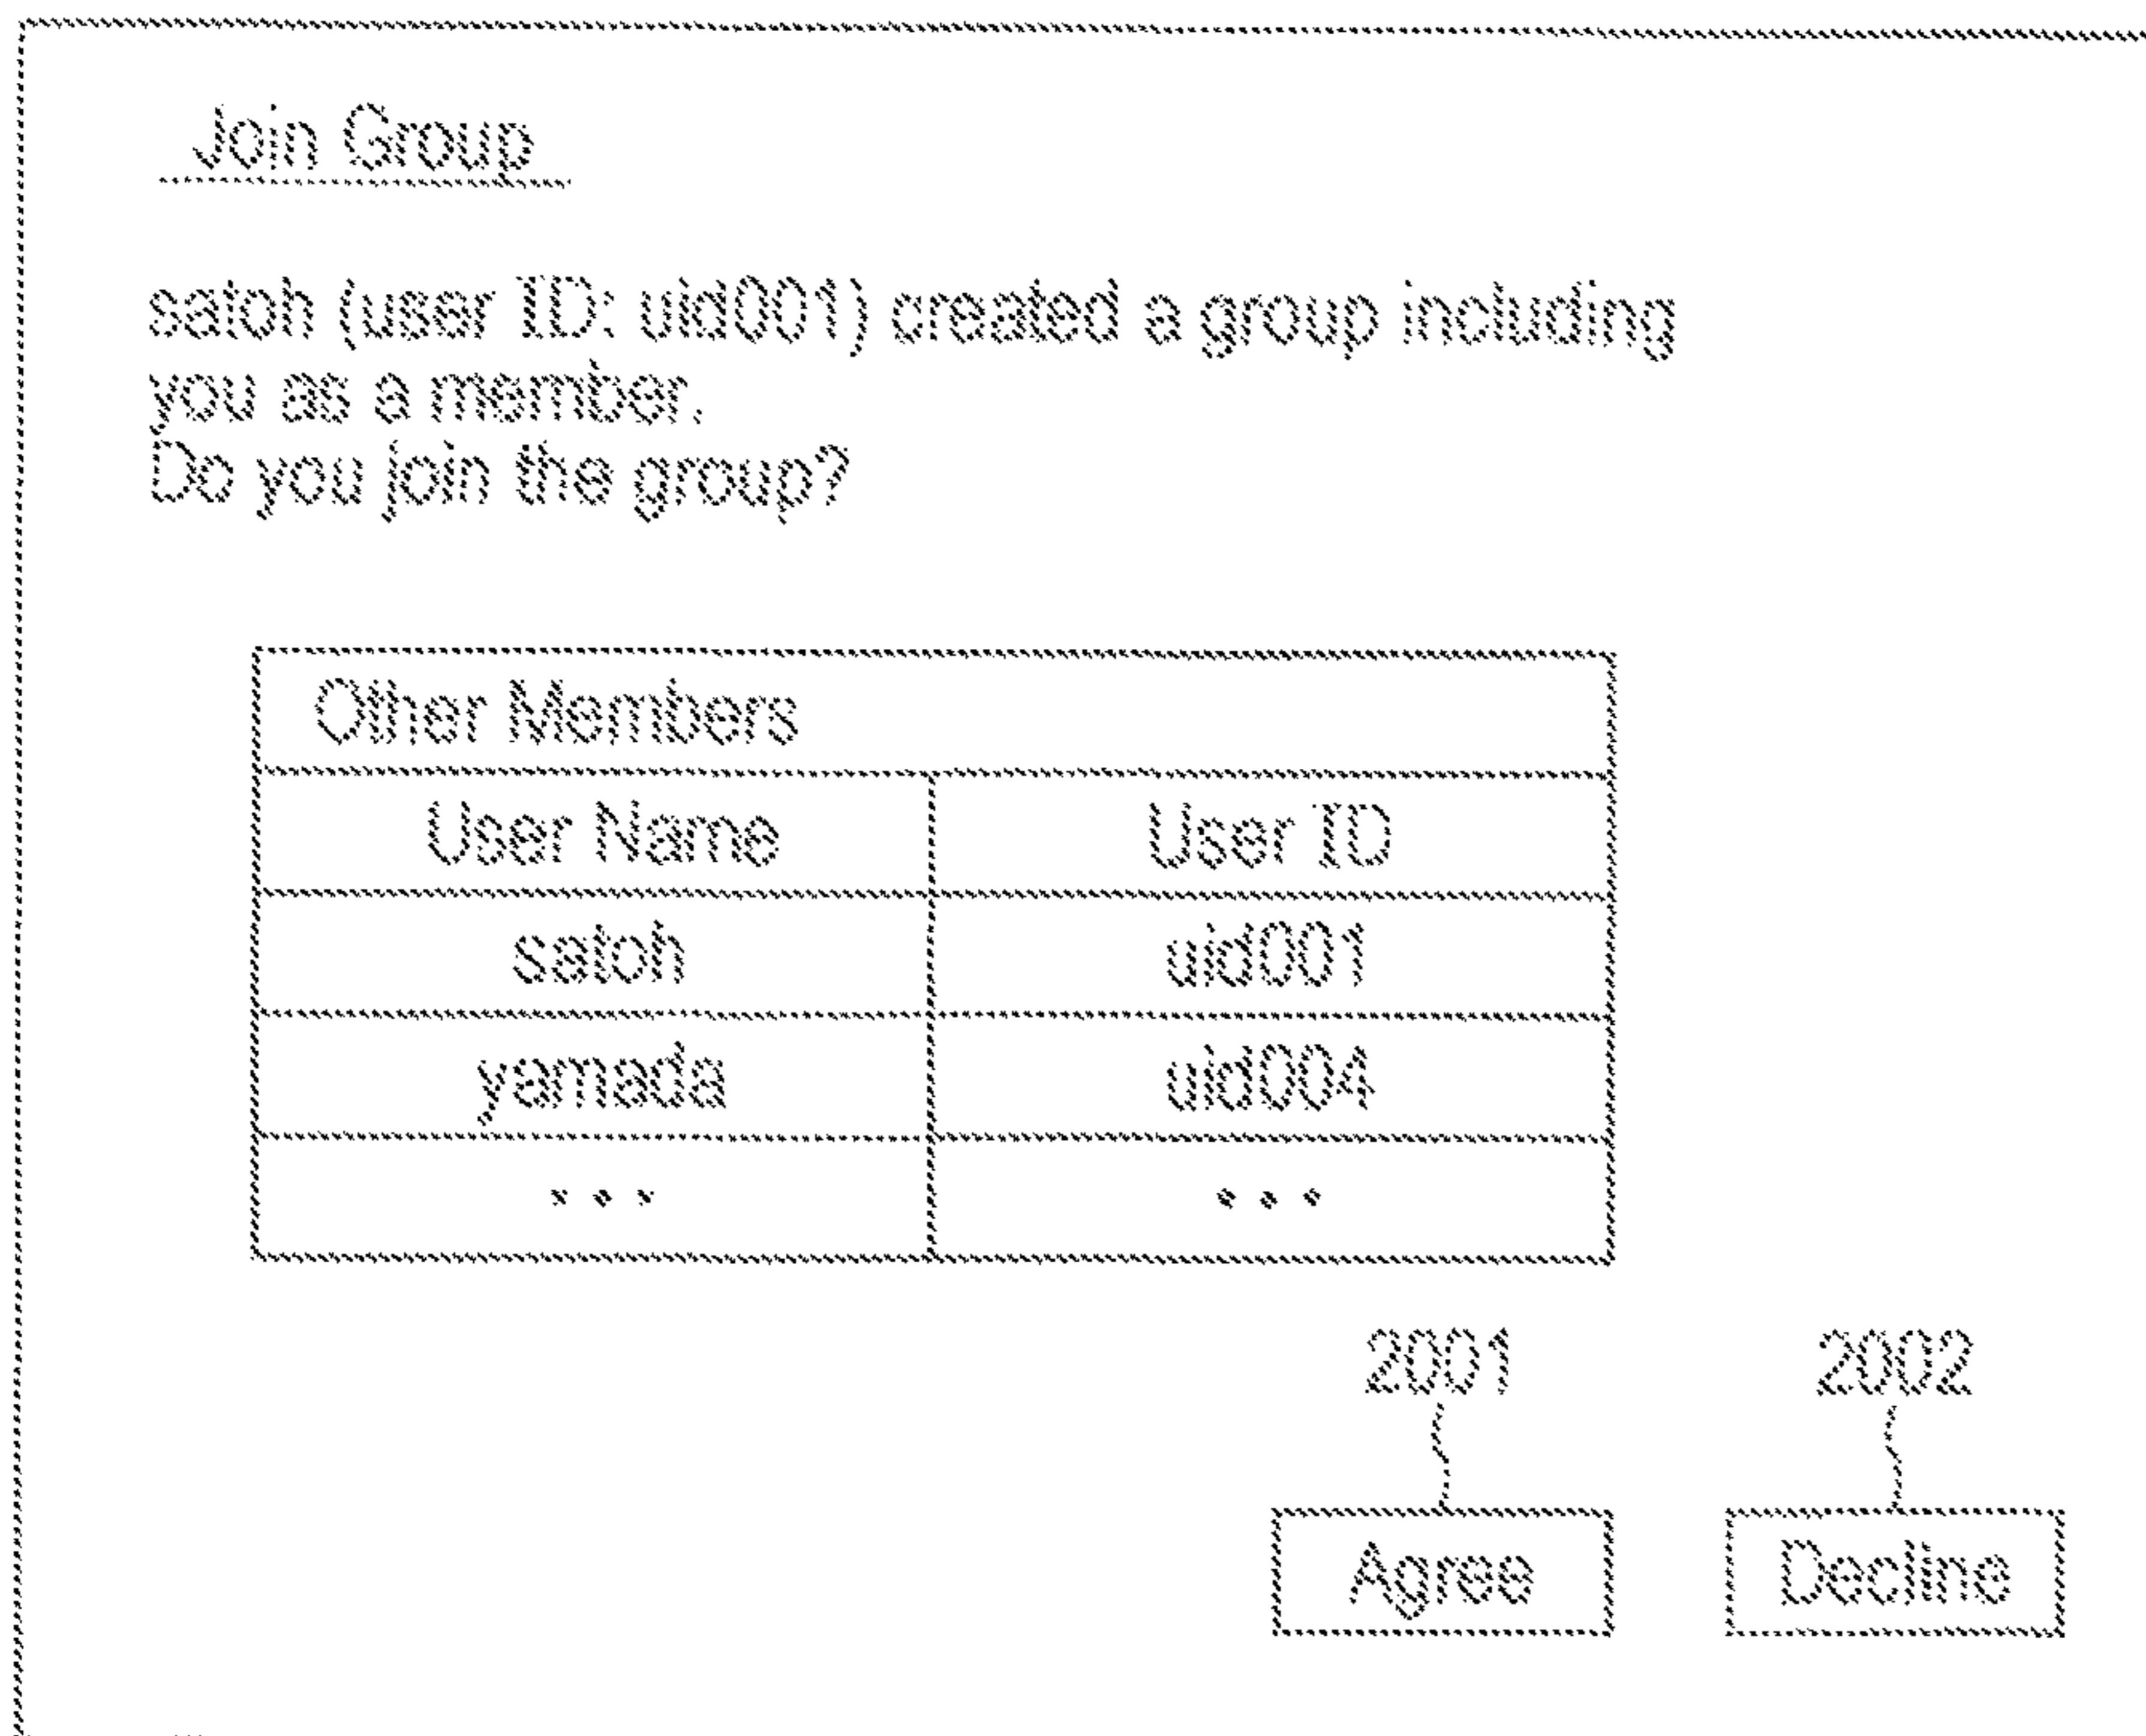 Join Group
satoh (user ID: uid001) created a group including
you as a member.
Do you join the group?
Other Members
User Name User ID
satoh uid001
yamada uid004
... ...
2001 2002
Agree Decline